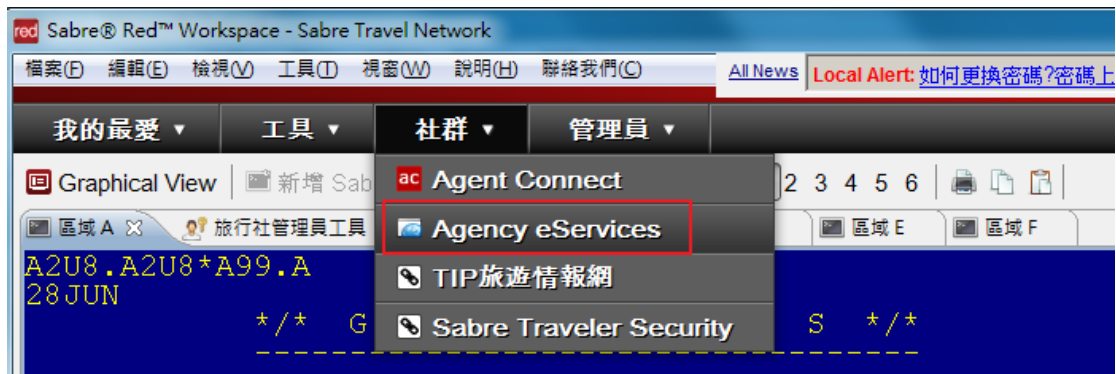 red Sabre® Red™ Workspace - Sabre Travel Network
檔案(F) 編輯(E) 檢視(V) 工具(T) 視窗(W) 說明(H) 聯絡我們(C) All News Local Alert: 如何更換密碼?密碼上
我的最愛 ▼ 工具 ▼ 社群 ▼ 管理員 ▼
Graphical View 新增 Sab 2 3 4 5 6
ac Agent Connect
區域 A 旅行社管理員工具 區域 E 區域 F
Agency eServices
A2U8.A2U8*A99.A
TIP旅遊情報網
28JUN
*/* G S */*
Sabre Traveler Security